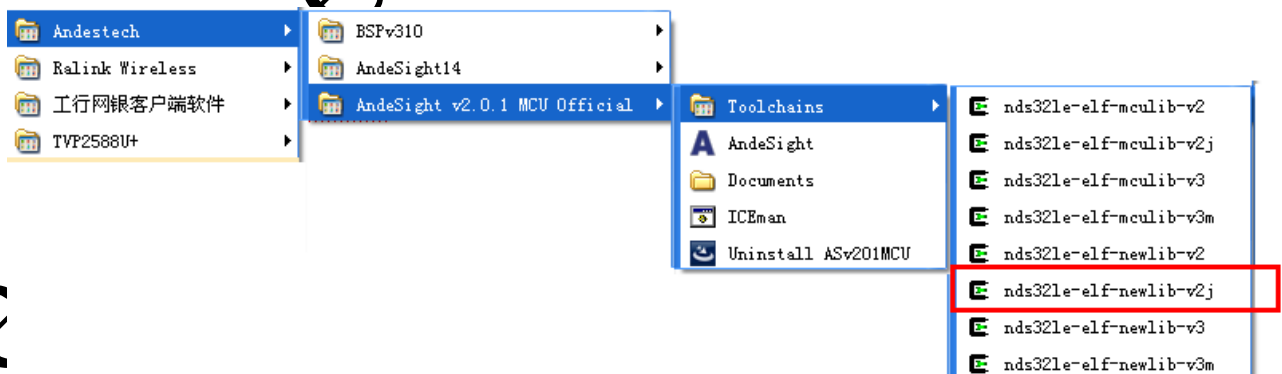 Andestech
Ralink Wireless
工行网银客户端软件
TVP2588U+
BSPv310
AndeSight14
AndeSight v2.0.1 MCU Official
Toolchains
AndeSight
Documents
ICEman
Uninstall ASv201MCU
nds32le-elf-mculib-v2
nds32le-elf-mculib-v2j
nds32le-elf-mculib-v3
nds32le-elf-mculib-v3m
nds32le-elf-newlib-v2
nds32le-elf-newlib-v2j
nds32le-elf-newlib-v3
nds32le-elf-newlib-v3m